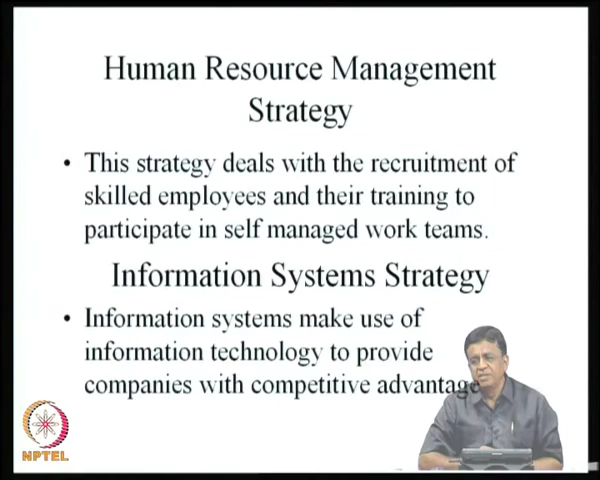 Human Resource Management
Strategy
• This strategy deals with the recruitment of
skilled employees and their training to
participate in self managed work teams.
Information Systems Strategy
• Information systems make use of
information technology to provide
companies with competitive advantage
NPTEL